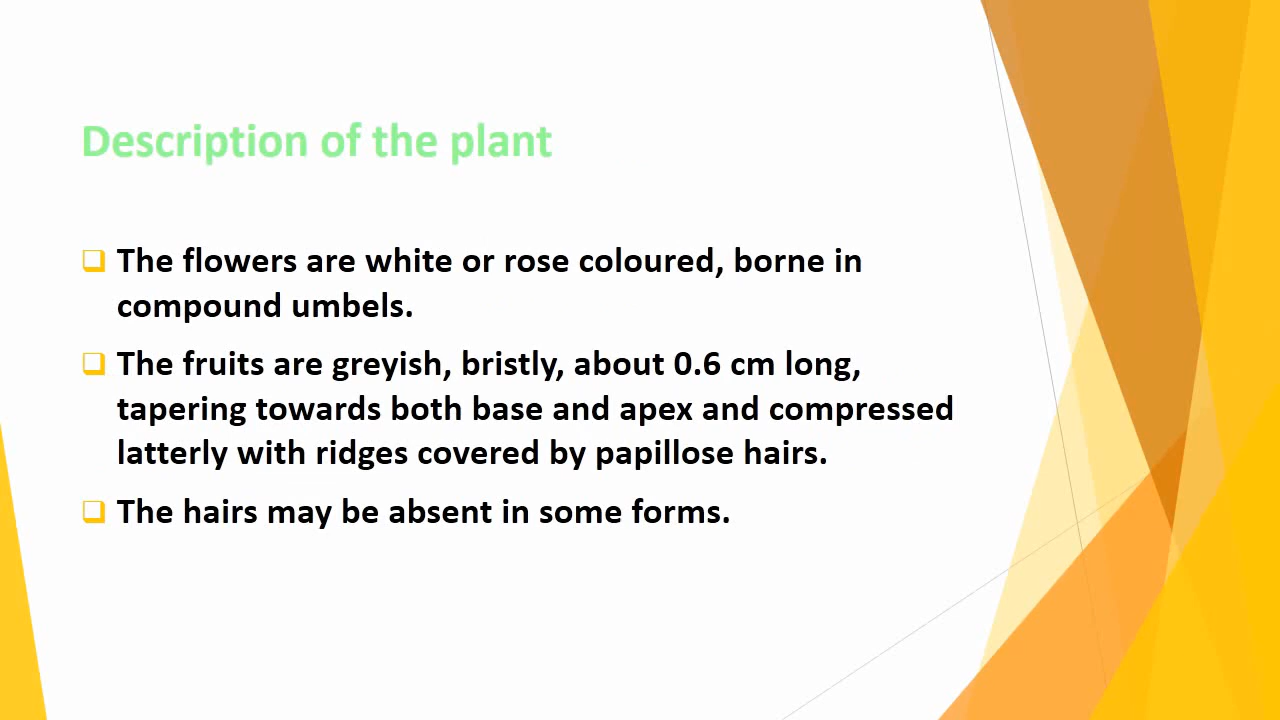 Description of the plant
The flowers are white or rose coloured, borne in
compound umbels.
The fruits are greyish, bristly, about 0.6 cm long,
tapering towards both base and apex and compressed
latterly with ridges covered by papillose hairs.
The hairs may be absent in some forms.